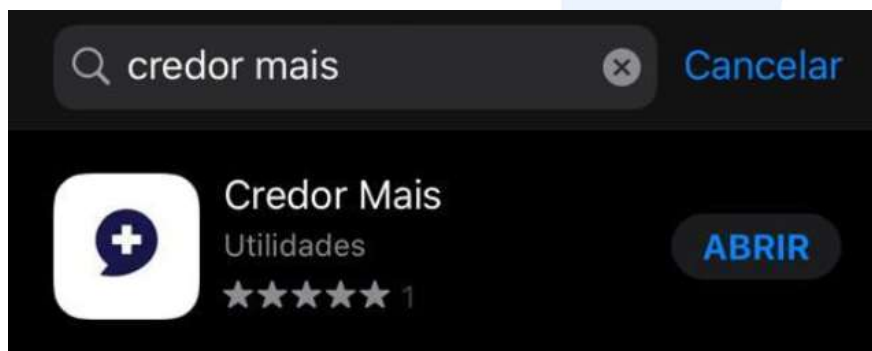 credor mais
Cancelar
Credor Mais
Utilidades
ABRIR
1